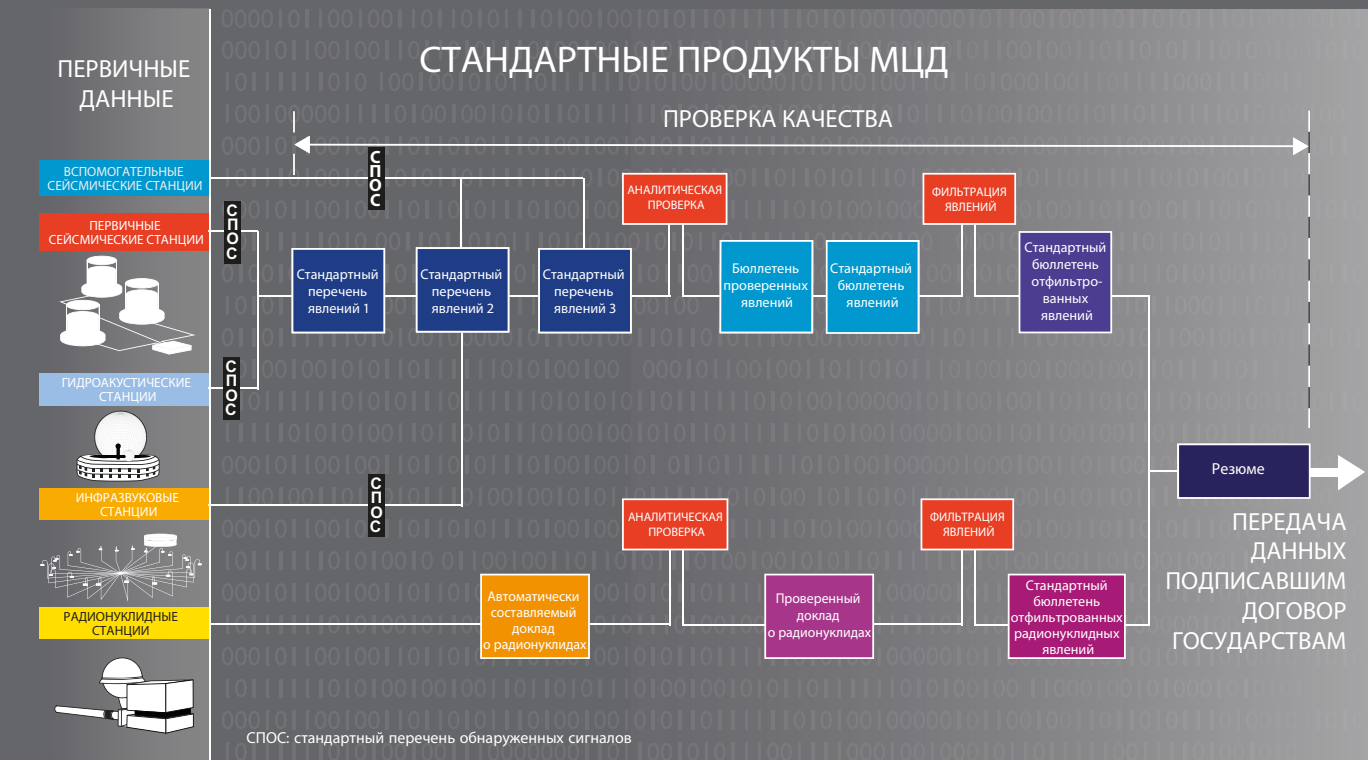 ПЕРВИЧНЫЕ
ДАННЫЕ
СТАНДАРТНЫЕ ПРОДУКТЫ МЦД
ПРОВЕРКА КАЧЕСТВА
ВСПОМОГАТЕЛЬНЫЕ
СЕЙСМИЧЕСКИЕ СТАНЦИИ
СПОС
ПЕРВИЧНЫЕ
СЕЙСМИЧЕСКИЕ СТАНЦИИ
СПОС
АНАЛИТИЧЕСКАЯ
ПРОВЕРКА
ФИЛЬТРАЦИЯ
ЯВЛЕНИЙ
Стандартный
перечень
явлений 1
Стандартный
перечень
явлений 2
Стандартный
перечень
явлений 3
Бюллетень
проверенных
явлений
Стандартный
бюллетень
явлений
Стандартный
бюллетень
отфильтро-
ванных
явлений
ГИДРОАКУСТИЧЕСКИЕ
СТАНЦИИ
СПОС
ИНФРАЗВУКОВЫЕ
СТАНЦИИ
СПОС
Резюме
ПЕРЕДАЧА
ДАННЫХ
ПОДПИСАВШИМ
ДОГОВОР
ГОСУДАРСТВАМ
АНАЛИТИЧЕСКАЯ
ПРОВЕРКА
ФИЛЬТРАЦИЯ
ЯВЛЕНИЙ
РАДИОНУКЛИДНЫЕ
СТАНЦИИ
Автоматически
составляемый
доклад
о радионуклидах
Проверенный
доклад
о радионуклидах
Стандартный
бюллетень
отфильтрованных
радионуклидных
явлений
СПОС: стандартный перечень обнаруженных сигналов